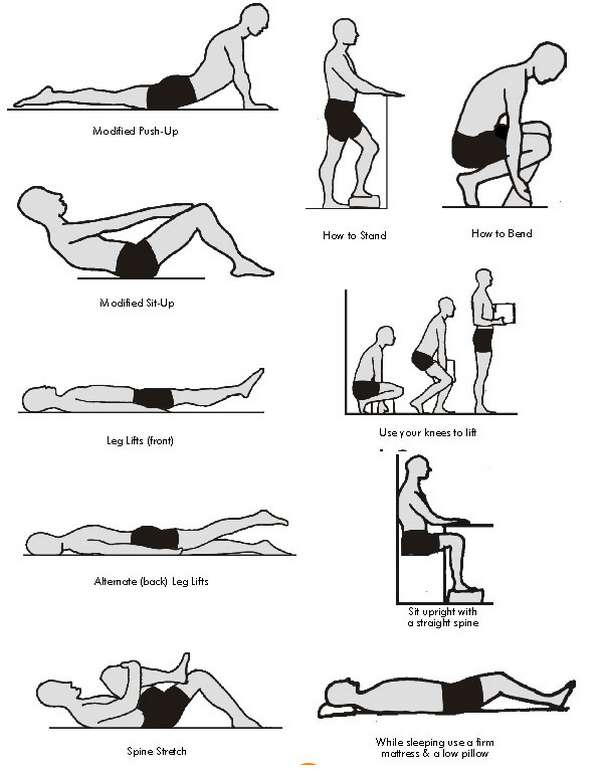 Modified Push-Up
How to Stand
How to Bend
Modified Sit-Up
Leg Lifts (front)
Use your knees to lift
Alternate (back) Leg Lifts
Sit upright with
a straight spine
Spine Stretch
While sleeping use a firm
mattress & a low pillow